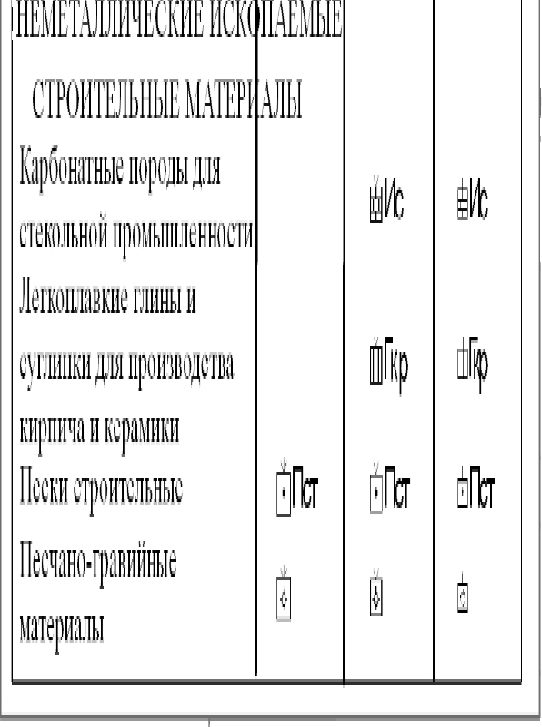 НЕМЕТАЛЛИЧЕСКИЕ ИСКОПАЕМЫЕ
СТРОИТЕЛЬНЫЕ МАТЕРИАЛЫ
Карбонатные породы для
стекольной промышленности
Ис Ис
Легкоплавкие глины и
суглинки для производства
кирпича и керамики
Гкр Гкр
Пески строительные
Пст Пст Пст
Песчано-гравийные
материалы